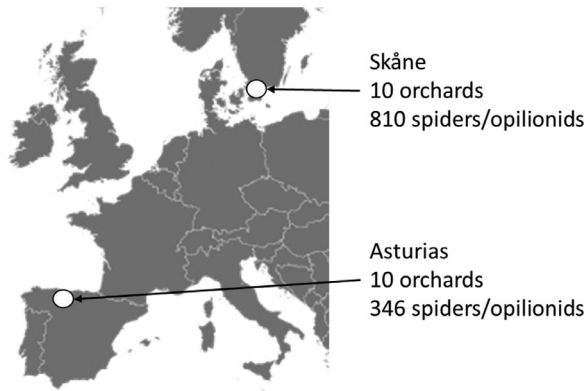 Skåne
10 orchards
810 spiders/opilionids
Asturias
10 orchards
346 spiders/opilionids